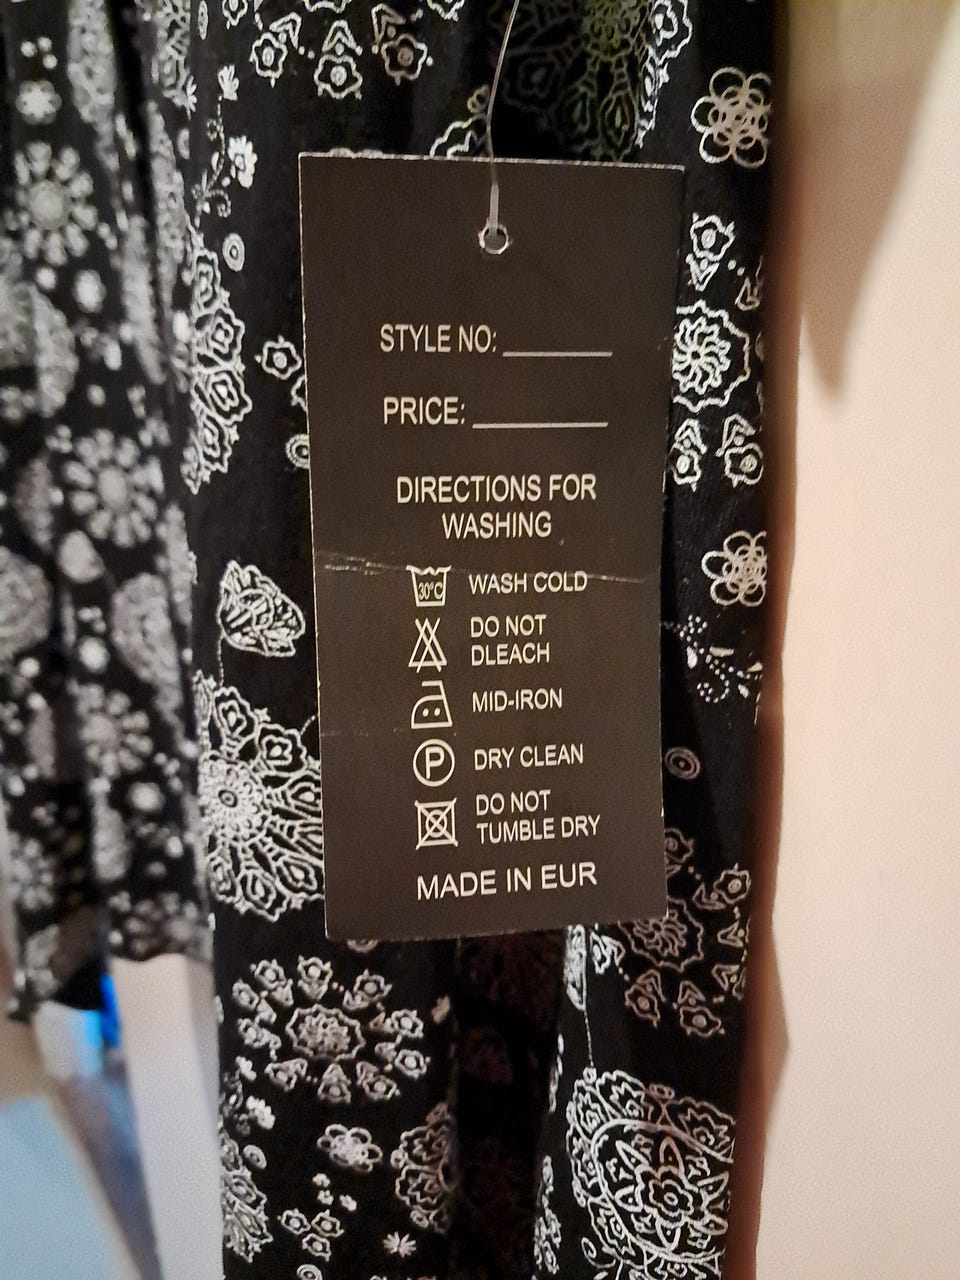 STYLE NO: ________
PRICE: __________
DIRECTIONS FOR
WASHING
30°C WASH COLD
DO NOT
DLEACH
MID-IRON
P DRY CLEAN
DO NOT
TUMBLE DRY
MADE IN EUR